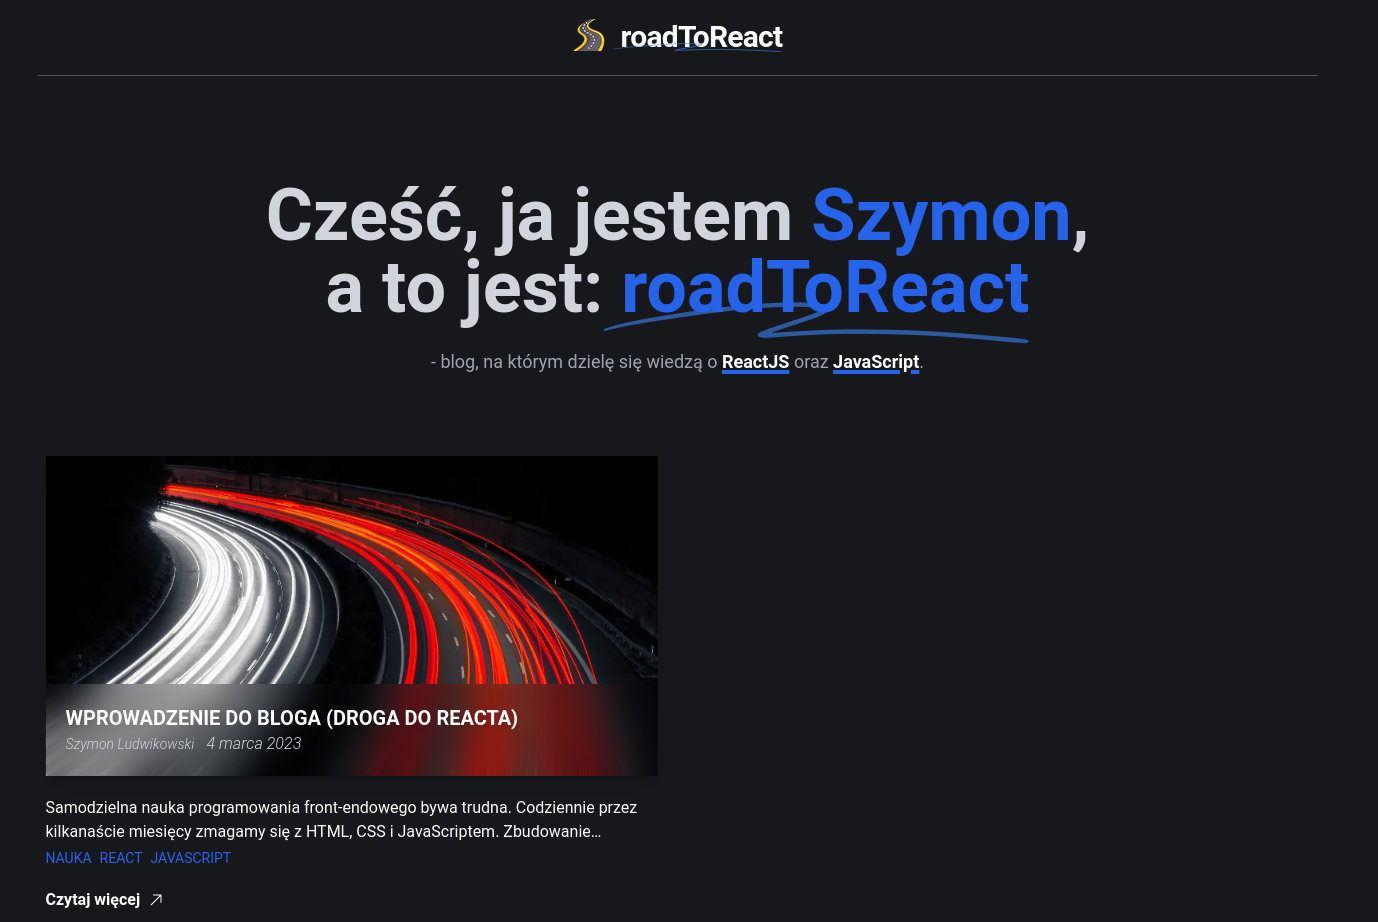 roadToReact
Cześć, ja jestem Szymon,
a to jest: roadToReact
- blog, na którym dzielę się wiedzą o ReactJS oraz JavaScript.
WPROWADZENIE DO BLOGA (DROGA DO REACTA)
Szymon Ludwikowski 4 marca 2023
Samodzielna nauka programowania front-endowego bywa trudna. Codziennie przez
kilkanaście miesięcy zmagamy się z HTML, CSS i JavaScriptem. Zbudowanie…
NAUKA REACT JAVASCRIPT
Czytaj więcej